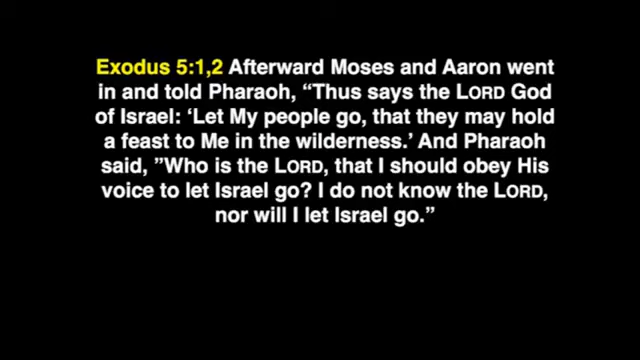 Exodus 5:1,2 Afterward Moses and Aaron went
in and told Pharaoh, “Thus says the LORD God
of Israel: ‘Let My people go, that they may hold
a feast to Me in the wilderness.’ And Pharaoh
said, ”Who is the LORD, that I should obey His
voice to let Israel go? I do not know the LORD,
nor will I let Israel go.”